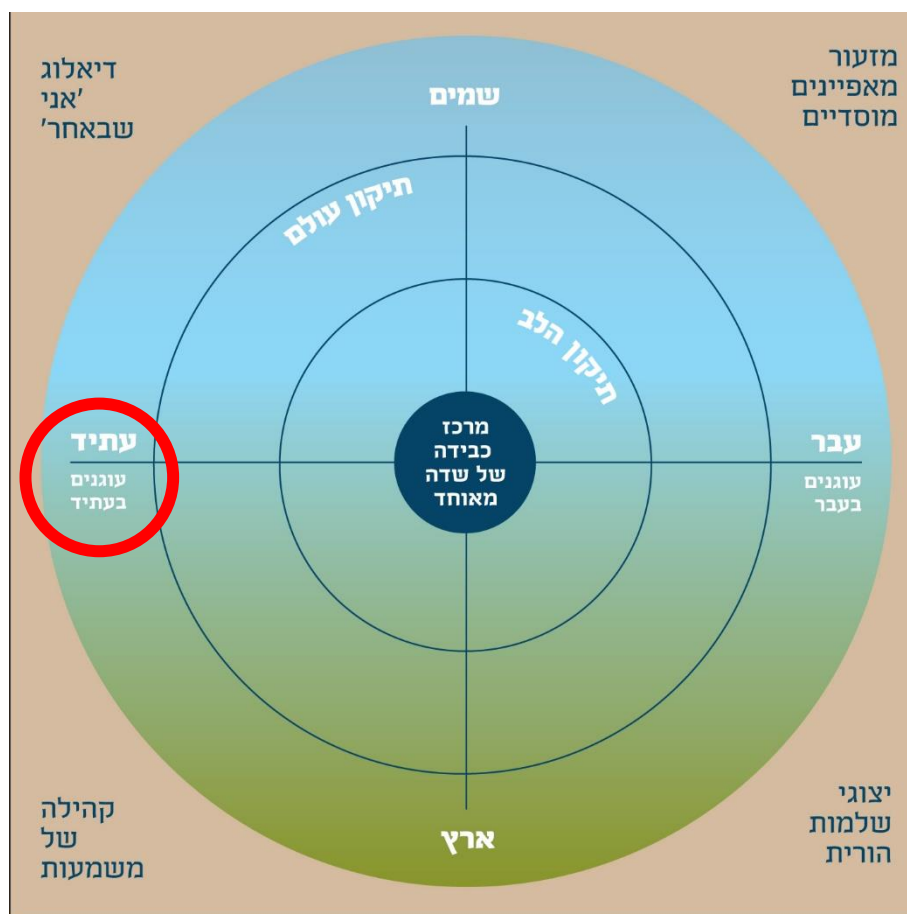 מזעור
מאפיינים
מוסדיים
דיאלוג
'אני
שבאחר'
שמים
תיקון עולם
תיקון הלב
עבר
עוגנים
בעבר
מרכז
כבידה
של שדה
מאוחד
עתיד
עוגנים
בעתיד
ארץ
יצוגי
שלמות
הורית
קהילה
של
משמעות